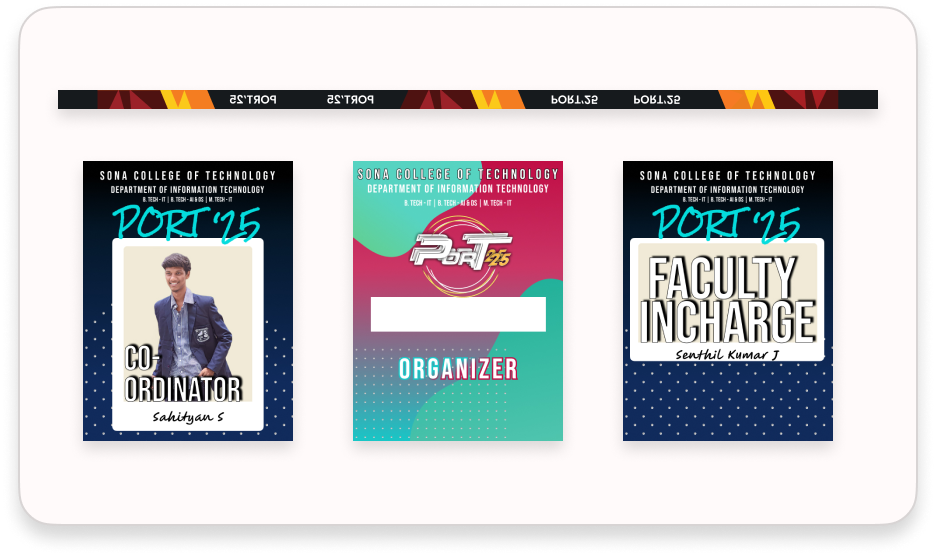 PORT'25 PORT'25 PORT'25 PORT'25
SONA COLLEGE OF TECHNOLOGY
DEPARTMENT OF INFORMATION TECHNOLOGY
B. TECH - IT | B. TECH - AI & DS | M. TECH - IT
PORT '25
CO-
ORDINATOR
Sahityan S
SONA COLLEGE OF TECHNOLOGY
DEPARTMENT OF INFORMATION TECHNOLOGY
B. TECH - IT | B. TECH - AI & DS | M. TECH - IT
PORT 25
ORGANIZER
SONA COLLEGE OF TECHNOLOGY
DEPARTMENT OF INFORMATION TECHNOLOGY
B. TECH - IT | B. TECH - AI & DS | M. TECH - IT
PORT '25
FACULTY
INCHARGE
Senthil Kumar J